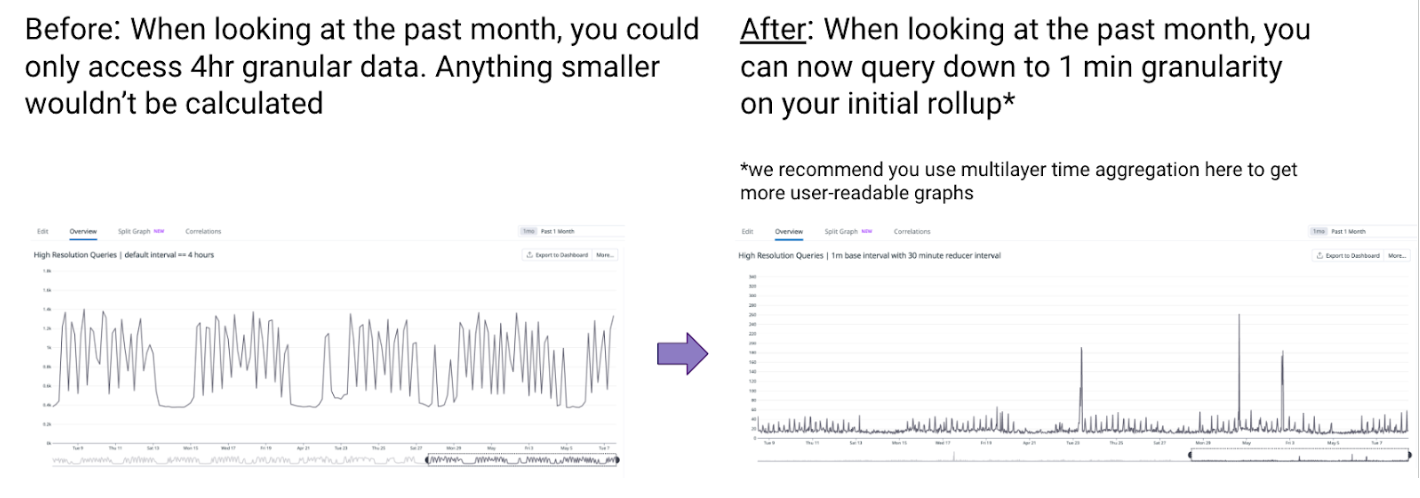 Before: When looking at the past month, you could
only access 4hr granular data. Anything smaller
wouldn't be calculated
After: When looking at the past month, you
can now query down to 1 min granularity
on your initial rollup*
*we recommend you use multilayer time aggregation here to get
more user-readable graphs
Edit Overview Split Graph NEW Correlations Time Past 1 Month
High Resolution Queries | default interval == 4 hours Export to Dashboard More...
1.8k
1.6k
1.4k
1.2k
1k
0.8k
0.6k
0.4k
0.2k
0k
Tue 9 Thu 11 Sat 13 Mon 15 Wed 17 Fri 19 Apr 21 Tue 23 Thu 25 Sat 27 Mon 29 May Fri 3 May 5 Tue 7
Edit Overview Split Graph NEW Correlations Time Past 1 Month
High Resolution Queries | 1m base interval with 30 minute reducer interval Export to Dashboard More...
340
320
300
280
260
240
220
200
180
160
140
120
100
80
60
40
20
0
Tue 9 Thu 11 Sat 13 Mon 15 Wed 17 Fri 19 Apr 21 Tue 23 Thu 25 Sat 27 Mon 29 May Fri 3 May 5 Tue 7